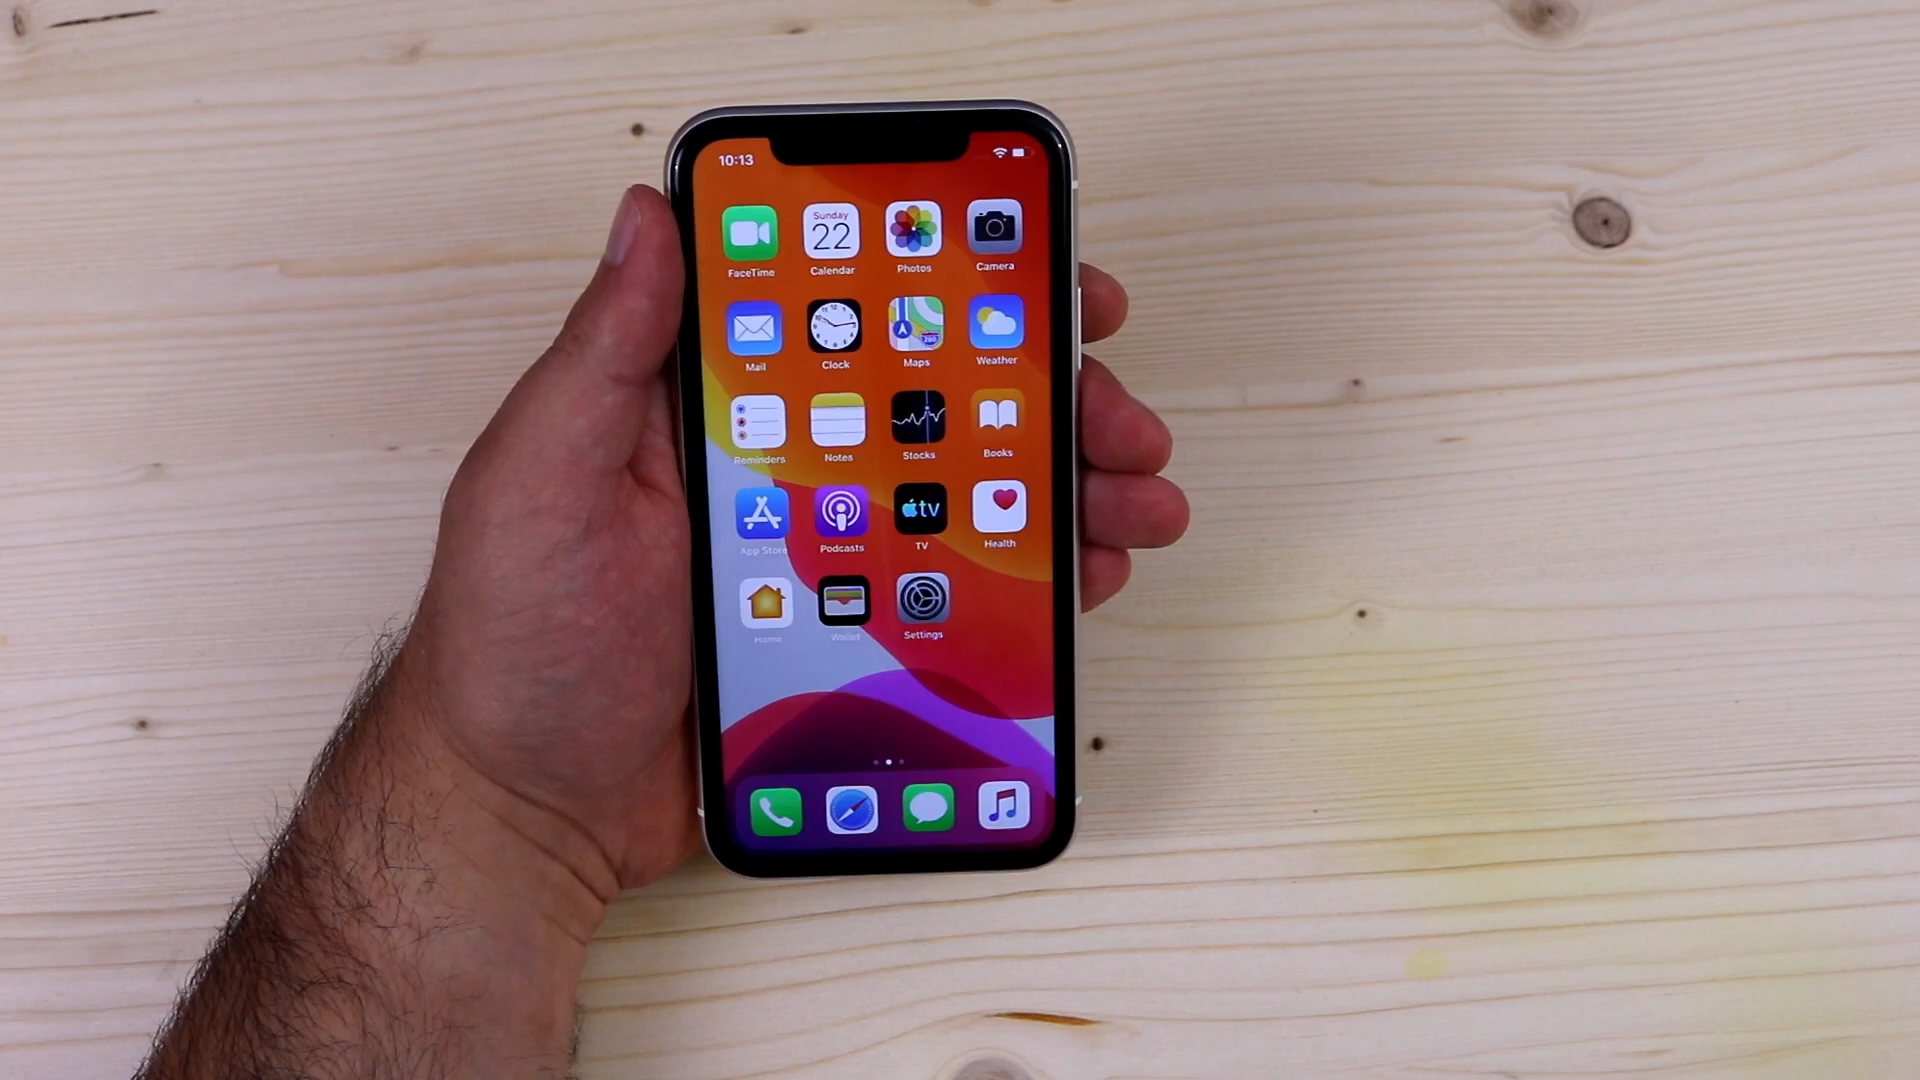 10:13
Sunday
22
FaceTime Calendar Photos Camera
Mail Clock Maps Weather
280
Reminders Notes Stocks Books
tv
App Store Podcasts TV Health
Home Wallet Settings